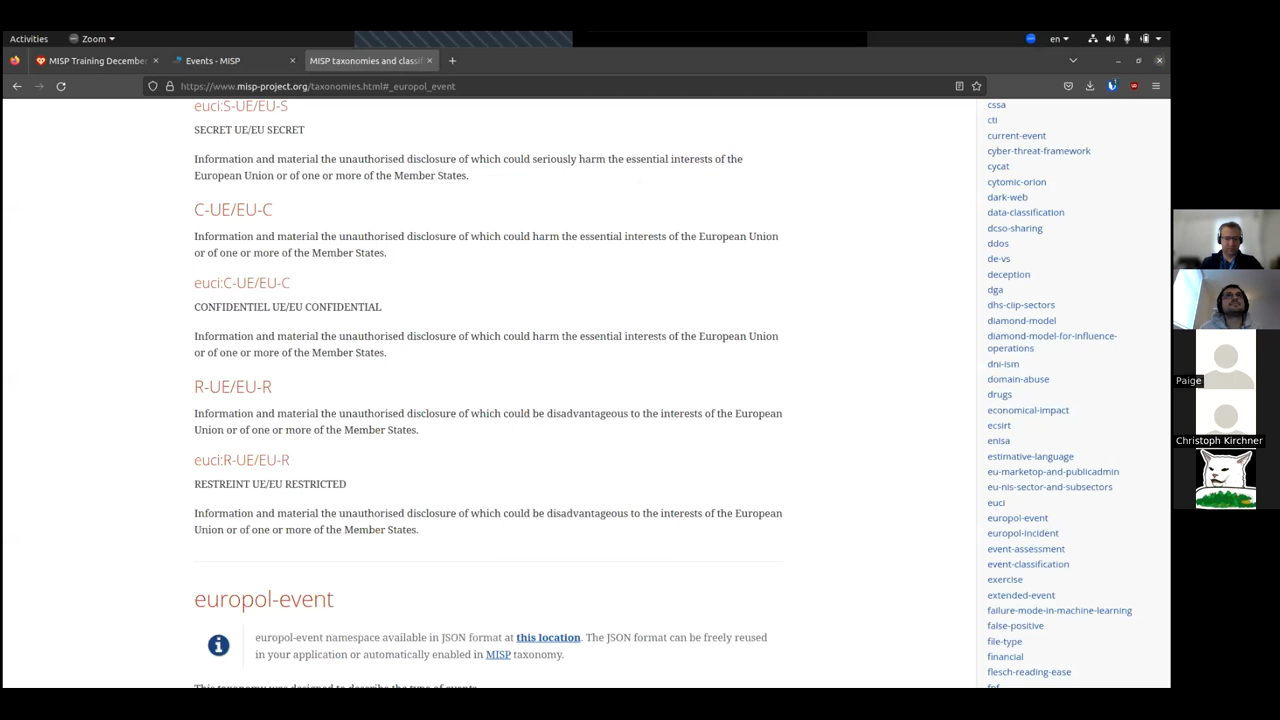 Activities
Zoom
en
MISP Training December
Events - MISP
MISP taxonomies and classif
https://www.misp-project.org/taxonomies.html#_europol_event
euci:S-UE/EU-S
SECRET UE/EU SECRET
Information and material the unauthorised disclosure of which could seriously harm the essential interests of the
European Union or of one or more of the Member States.
C-UE/EU-C
Information and material the unauthorised disclosure of which could harm the essential interests of the European Union
or of one or more of the Member States.
euci:C-UE/EU-C
CONFIDENTIEL UE/EU CONFIDENTIAL
Information and material the unauthorised disclosure of which could harm the essential interests of the European Union
or of one or more of the Member States.
R-UE/EU-R
Information and material the unauthorised disclosure of which could be disadvantageous to the interests of the European
Union or of one or more of the Member States.
euci:R-UE/EU-R
RESTREINT UE/EU RESTRICTED
Information and material the unauthorised disclosure of which could be disadvantageous to the interests of the European
Union or of one or more of the Member States.
europol-event
europol-event namespace available in JSON format at this location. The JSON format can be freely reused
in your application or automatically enabled in MISP taxonomy.
This taxonomy was designed to describe the type of events
cssa
cti
current-event
cyber-threat-framework
cycat
cytomic-orion
dark-web
data-classification
dcso-sharing
ddos
de-vs
deception
dga
dhs-ciip-sectors
diamond-model
diamond-model-for-influence-
operations
dni-ism
domain-abuse
drugs
economical-impact
ecsirt
enisa
estimative-language
eu-marketop-and-publicadmin
eu-nis-sector-and-subsectors
euci
europol-event
europol-incident
event-assessment
event-classification
exercise
extended-event
failure-mode-in-machine-learning
false-positive
file-type
financial
flesch-reading-ease
fpf
Paige
Christoph Kirchner